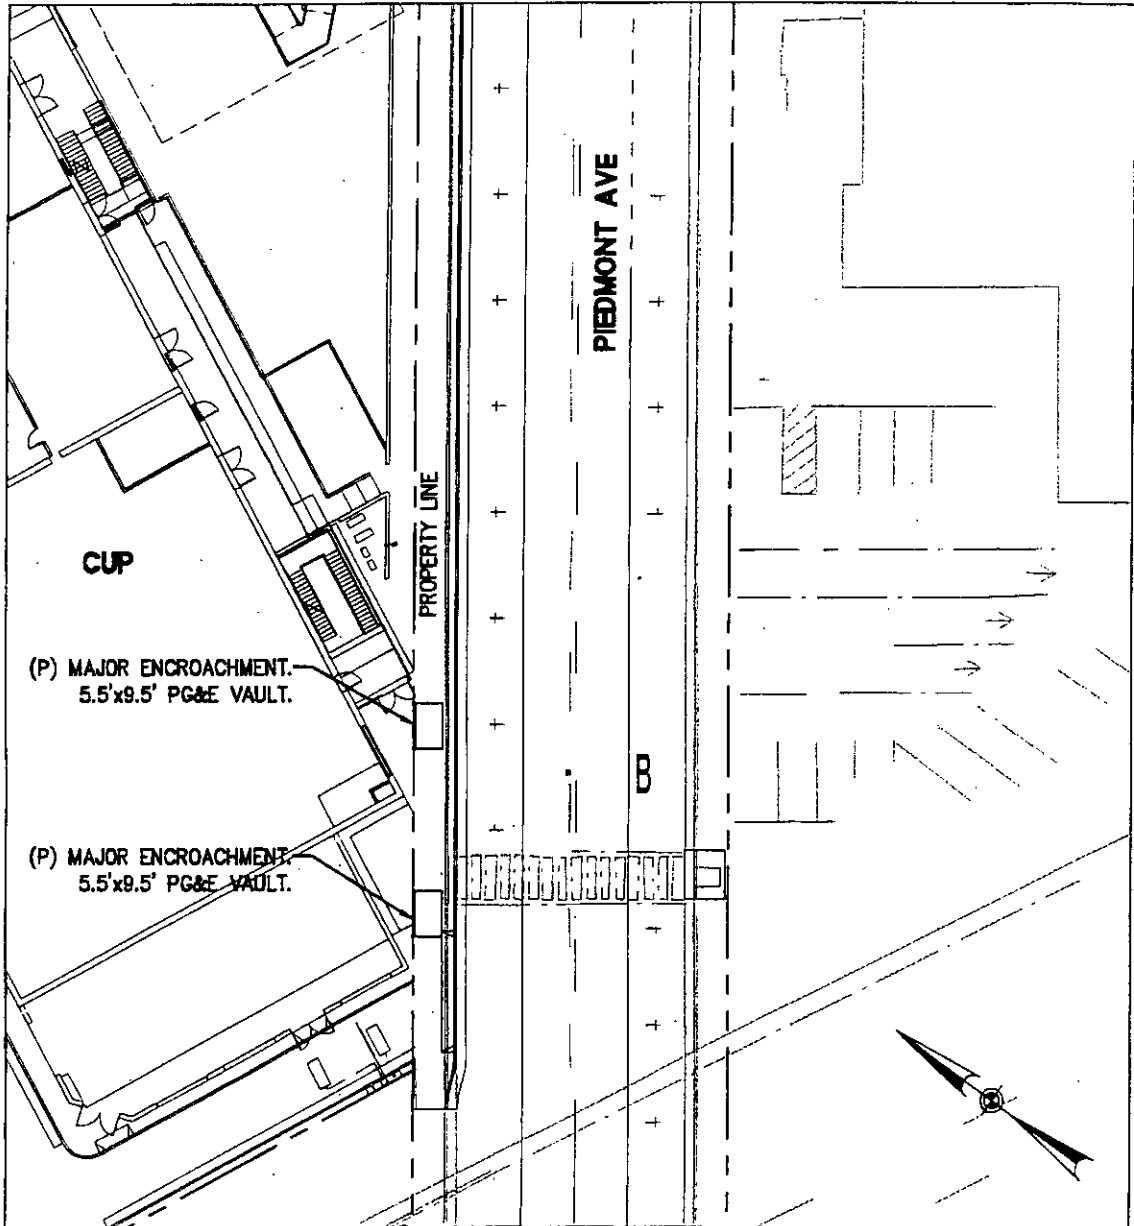 PIEDMONT AVE
PROPERTY LINE
CUP
(P) MAJOR ENCROACHMENT.
5.5'x9.5' PG&E VAULT.
B
(P) MAJOR ENCROACHMENT.
5.5'x9.5' PG&E VAULT.